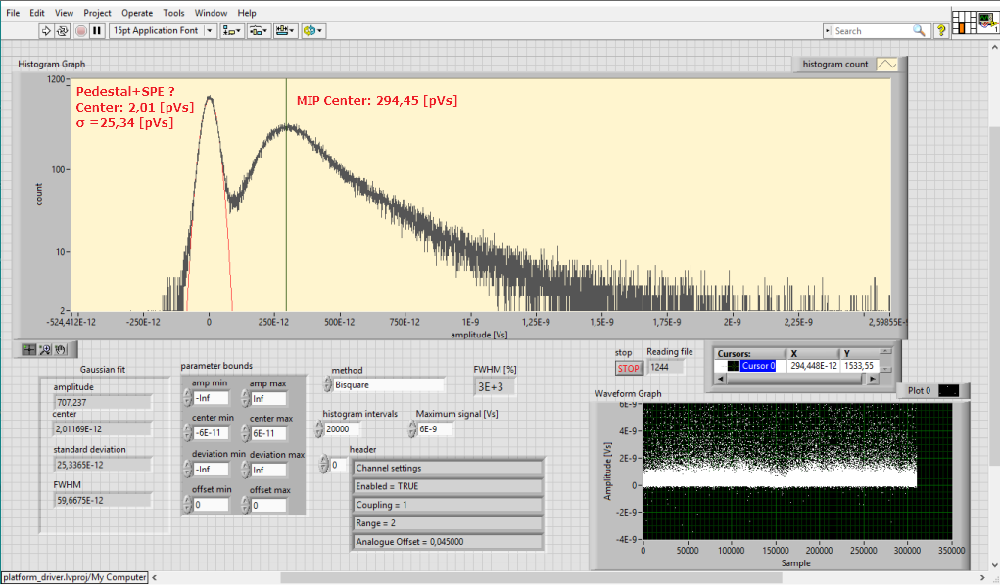 File Edit View Project Operate Tools Window Help
15pt Application Font
Search
?
1
Histogram Graph
histogram count
1200
100
10
2
count
Pedestal+SPE ?
Center: 2,01 [pVs]
σ =25,34 [pVs]
MIP Center: 294,45 [pVs]
-524,412E-12 -250E-12 0 250E-12 500E-12 750E-12 1E-9 1,25E-9 1,5E-9 1,75E-9 2E-9 2,25E-9 2,59855E-
amplitude [Vs]
Gaussian fit
amplitude
707,237
center
2,01169E-12
standard deviation
25,3365E-12
FWHM
59,6675E-12
parameter bounds
amp min amp max
-Inf Inf
center min center max
-6E-11 6E-11
deviation min deviation max
-Inf Inf
offset min offset max
0 0
method
Bisquare
FWHM [%]
3E+3
histogram intervals
20000
Maximum signal [Vs]
6E-9
header
0
Channel settings
Enabled = TRUE
Coupling = 1
Range = 2
Analogue Offset = 0,045000
stop
STOP
Reading file
1244
Cursors: X Y
Cursor 0 294,448E-12 1533,55
Waveform Graph
Plot 0
6E-9
4E-9
2E-9
0
-2E-9
-4E-9
Amplitude [Vs]
0 50000 100000 150000 200000 250000 300000 350000
Sample
platform_driver.lvproj/My Computer